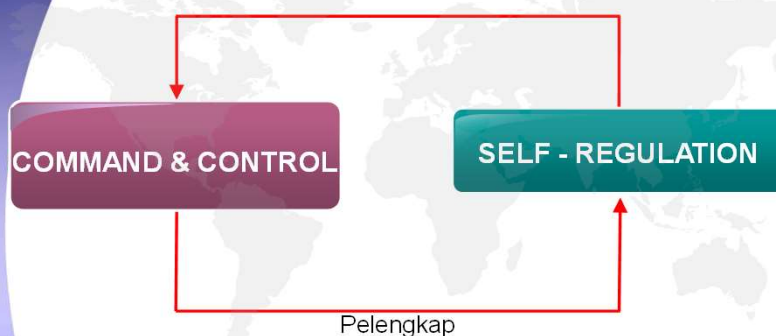 COMMAND & CONTROL
SELF - REGULATION
Pelengkap